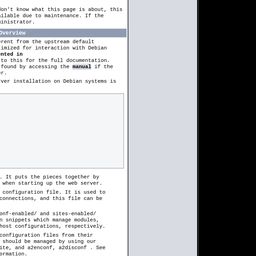 don't know what this page is about, this
ailable due to maintenance. If the
inistrator.
Overview
erent from the upstream default
imized for interaction with Debian
ented in
to this for the full documentation.
found by accessing the manual if the
r.
ver installation on Debian systems is
. It puts the pieces together by
when starting up the web server.
configuration file. It is used to
connections, and this file can be
onf-enabled/ and sites-enabled/
n snippets which manage modules,
host configurations, respectively.
configuration files from their
should be managed by using our
ite, and a2enconf, a2disconf . See
ormation.